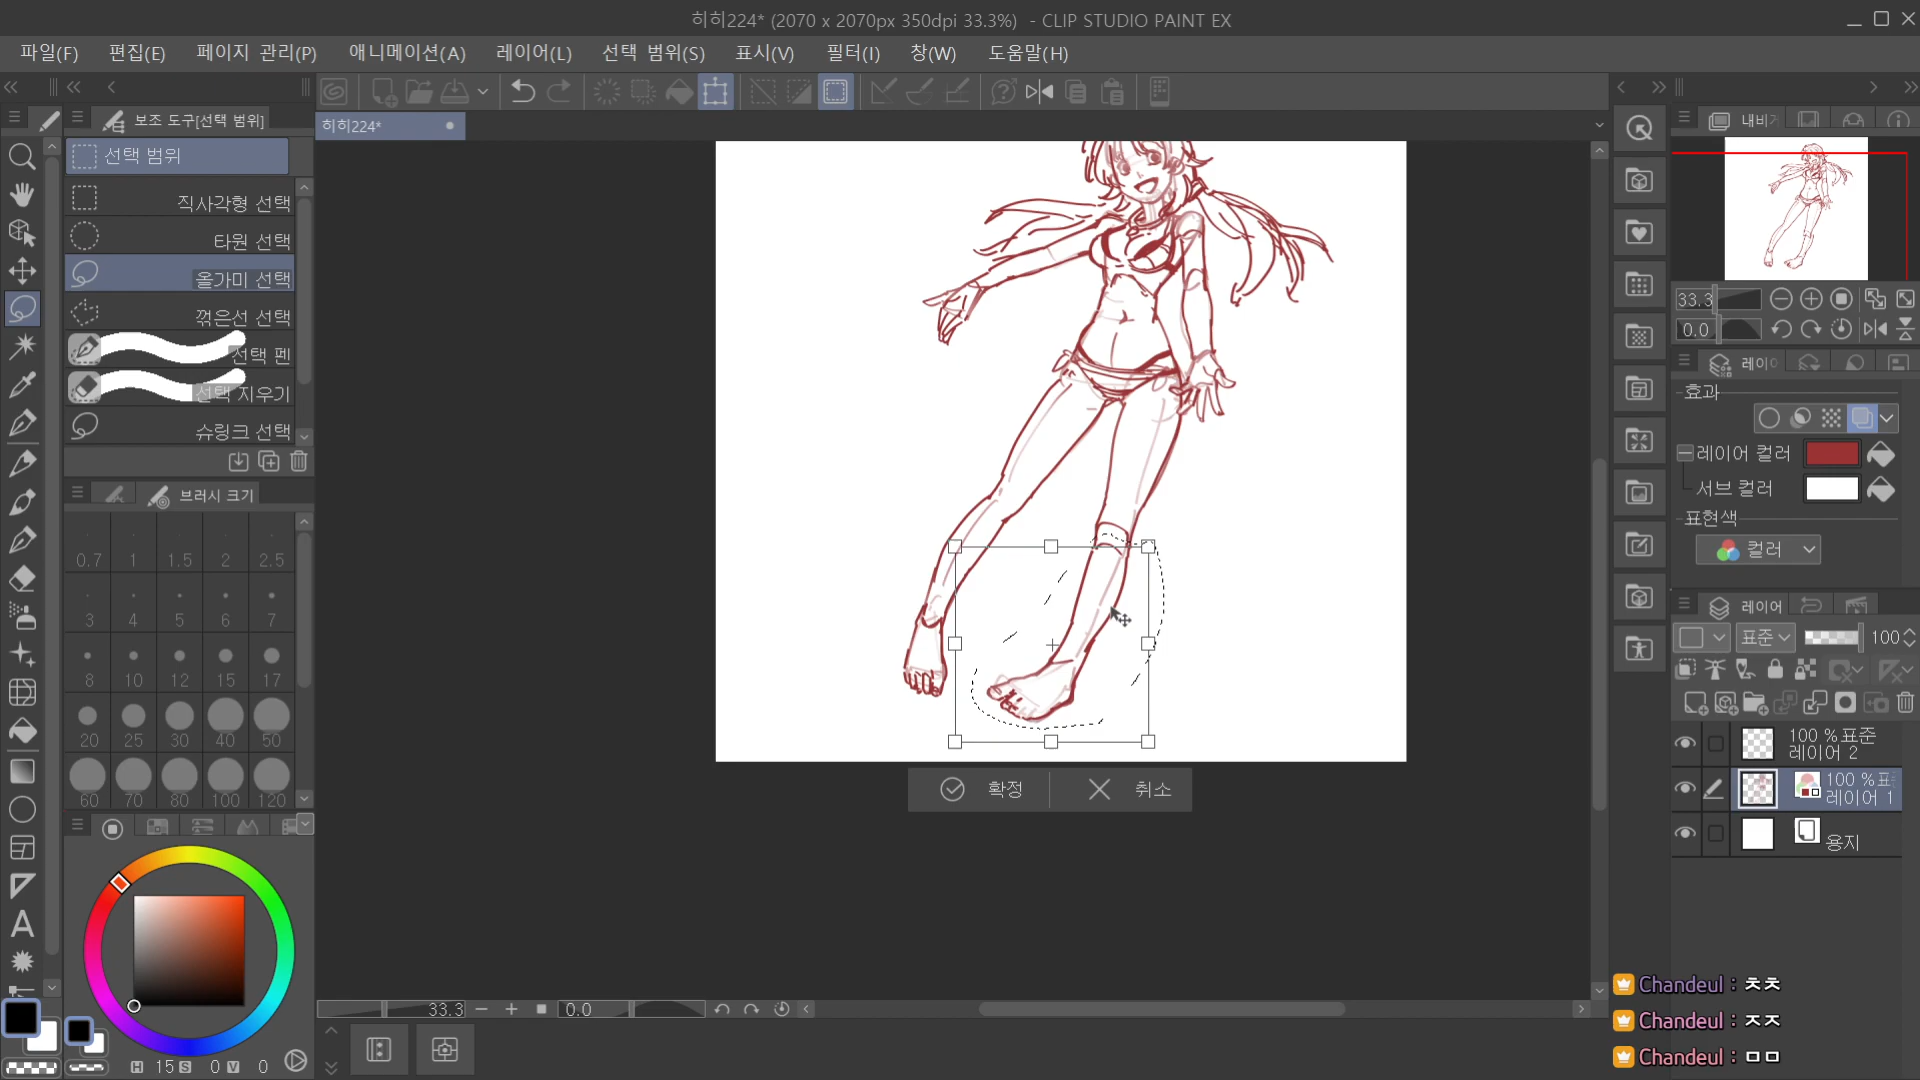 히히224* (2070 x 2070px 350dpi 33.3%) - CLIP STUDIO PAINT EX
파일(F) 편집(E) 페이지 관리(P) 애니메이션(A) 레이어(L) 선택 범위(S) 표시(V) 필터(I) 창(W) 도움말(H)
보조 도구[선택 범위]
히히224*
선택 범위
직사각형 선택
타원 선택
올가미 선택
꺾은선 선택
선택 펜
선택 지우기
슈링크 선택
브러시 크기
0.7 1 1.5 2 2.5
3 4 5 6 7
8 10 12 15 17
20 25 30 40 50
60 70 80 100 120
H 15 S 0 V 0
확정 취소
33.3 0.0
33.3
0.0
레이어
효과
레이어 컬러
서브 컬러
표현색
컬러
레이어
표준 100
100 %표준
레이어 2
100 %표
레이어 1
용지
Chandeul : ㅊㅊ
Chandeul : ㅈㅈ
Chandeul : ㅁㅁ